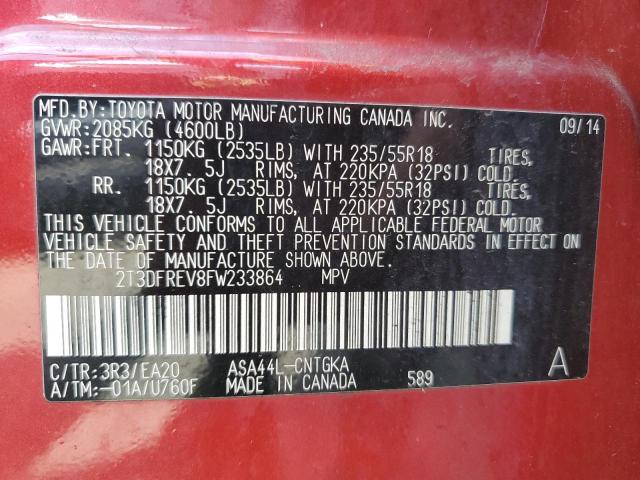 MFD.BY:TOYOTA MOTOR MANUFACTURING CANADA INC.
GVWR:2085KG (4600LB) 09/14
GAWR:FRT. 1150KG (2535LB) WITH 235/55R18 TIRES,
18X7. 5J RIMS, AT 220KPA (32PSI) COLD.
RR. 1150KG (2535LB) WITH 235/55R18 TIRES,
18X7. 5J RIMS, AT 220KPA (32PSI) COLD.
THIS VEHICLE CONFORMS TO ALL APPLICABLE FEDERAL MOTOR
VEHICLE SAFETY AND THEFT PREVENTION STANDARDS IN EFFECT ON
THE DATE OF MANUFACTURE SHOWN ABOVE.
2T3DFREV8FW233864 MPV
C/TR:3R3/EA20 ASA44L-CNTGKA A
A/TM:-01A/U760F MADE IN CANADA 589